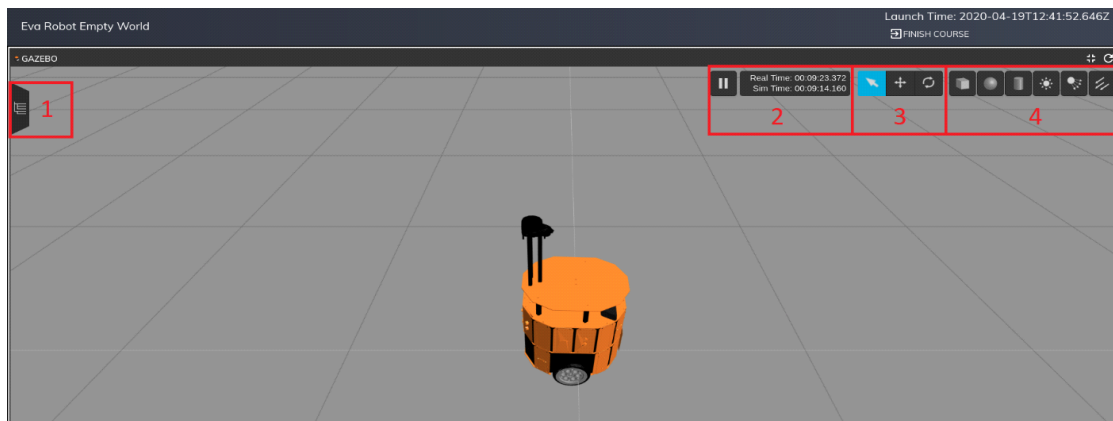 Eva Robot Empty World
Launch Time: 2020-04-19T12:41:52.646Z
FINISH COURSE
GAZEBO
1
Real Time: 00:09:23.372
Sim Time: 00:09:14.160
2
3
4